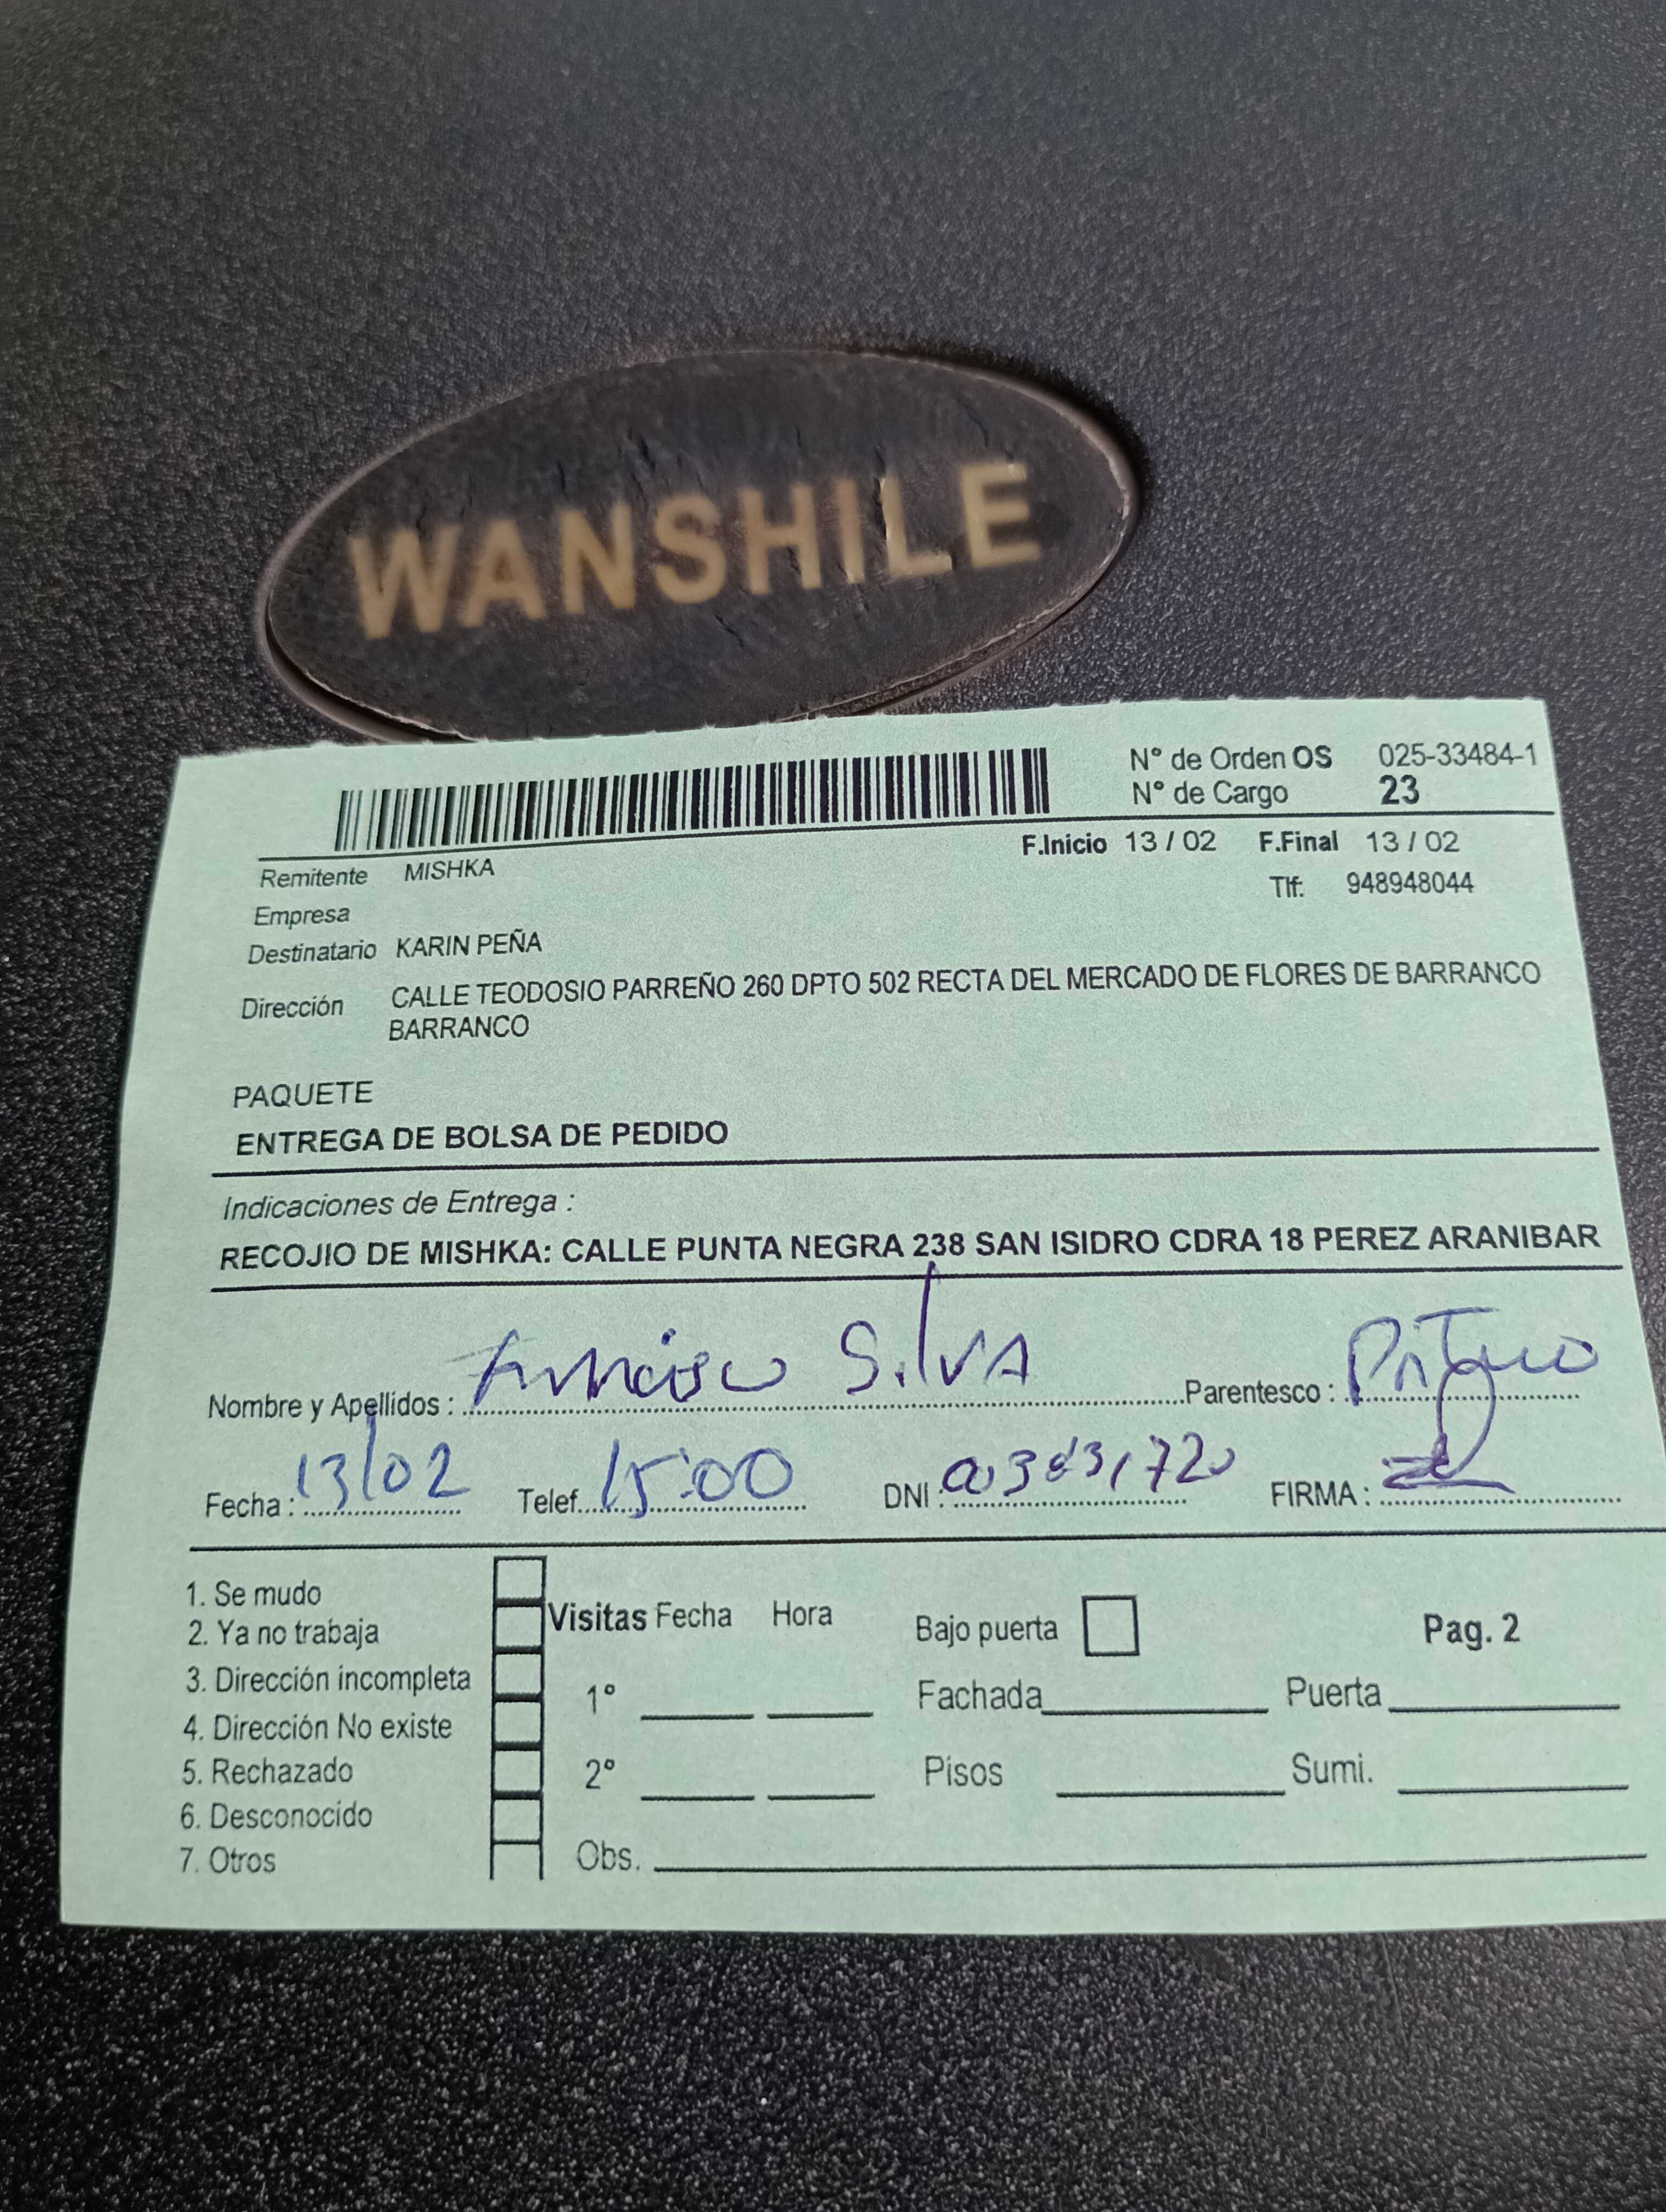 WANSHILE
N° de Orden OS 025-33484-1
N° de Cargo 23
F.Inicio 13 / 02 F.Final 13 / 02
Remitente MISHKA
Tlf: 948948044
Empresa
Destinatario KARIN PEÑA
Dirección CALLE TEODOSIO PARREÑO 260 DPTO 502 RECTA DEL MERCADO DE FLORES DE BARRANCO
BARRANCO
PAQUETE
ENTREGA DE BOLSA DE PEDIDO
Indicaciones de Entrega :
RECOJIO DE MISHKA: CALLE PUNTA NEGRA 238 SAN ISIDRO CDRA 18 PEREZ ARANIBAR
Nombre y Apellidos : Silva Parentesco :
Fecha : 13/02 Telef. 15:00 DNI : FIRMA :
1. Se mudo
2. Ya no trabaja
3. Dirección incompleta
4. Dirección No existe
5. Rechazado
6. Desconocido
7. Otros
Visitas Fecha Hora
1°
2°
Obs.
Bajo puerta Pag. 2
Fachada Puerta
Pisos Sumi.